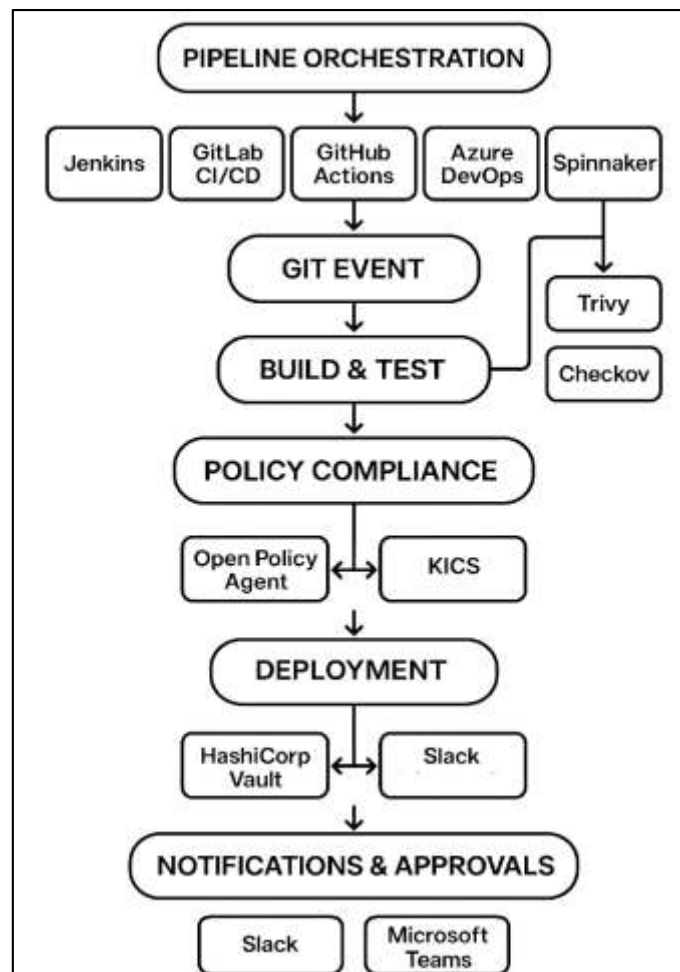 PIPELINE ORCHESTRATION
Jenkins
GitLab
CI/CD
GitHub
Actions
Azure
DevOps
Spinnaker
GIT EVENT
Trivy
BUILD & TEST
Checkov
POLICY COMPLIANCE
Open Policy
Agent
KICS
DEPLOYMENT
HashiCorp
Vault
Slack
NOTIFICATIONS & APPROVALS
Slack
Microsoft
Teams